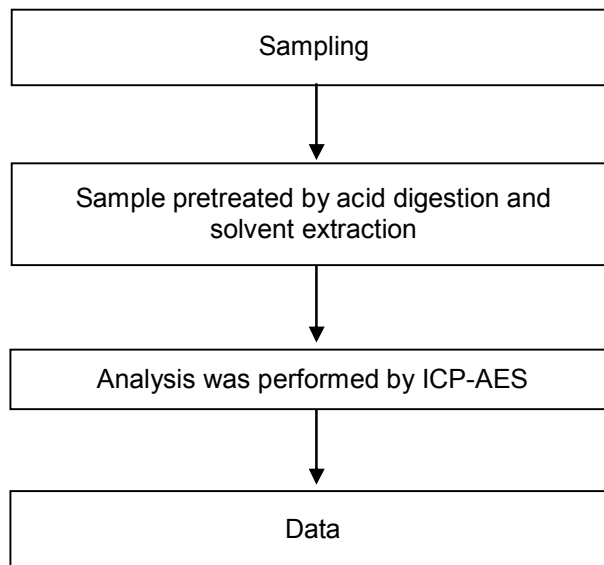 Sampling
Sample pretreated by acid digestion and
solvent extraction
Analysis was performed by ICP-AES
Data